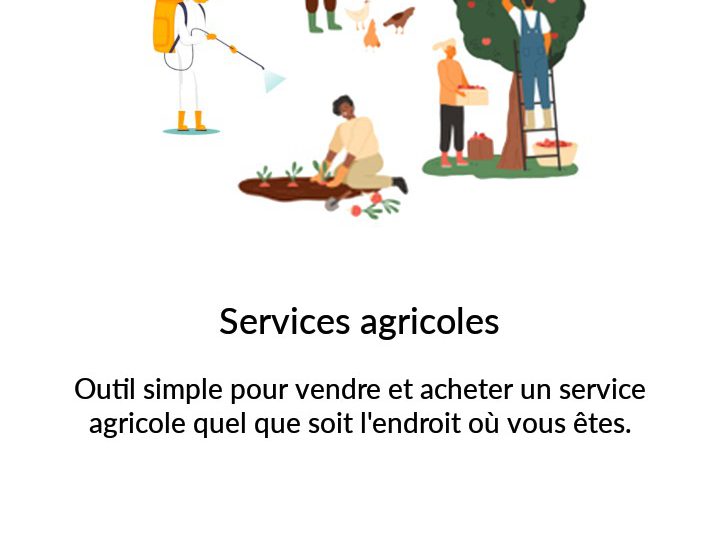 Services agricoles
Outil simple pour vendre et acheter un service
agricole quel que soit l'endroit où vous êtes.